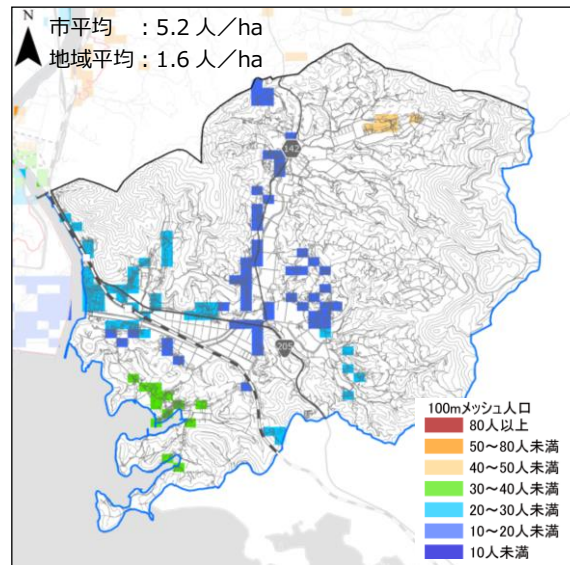 N
市平均 ：5.2 人／ha
地域平均：1.6 人／ha
142
205
100mメッシュ人口
80人以上
50～80人未満
40～50人未満
30～40人未満
20～30人未満
10～20人未満
10人未満